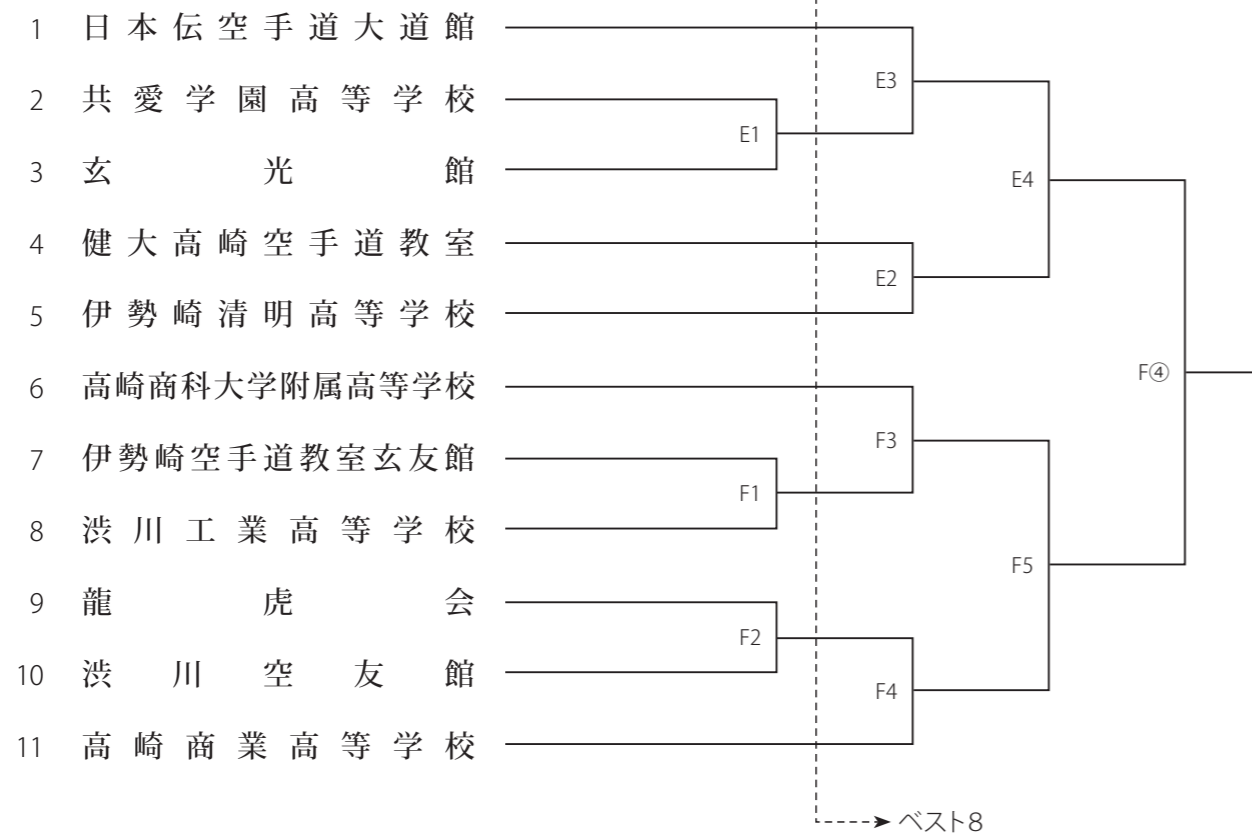 1 日本伝空手道大道館
2 共愛学園高等学校
3 玄光館
4 健大高崎空手道教室
5 伊勢崎清明高等学校
6 高崎商科大学附属高等学校
7 伊勢崎空手道教室玄友館
8 渋川工業高等学校
9 龍虎会
10 渋川空友館
11 高崎商業高等学校
E1
F1
F2
E3
E2
F3
F4
E4
F5
F④
ベスト8